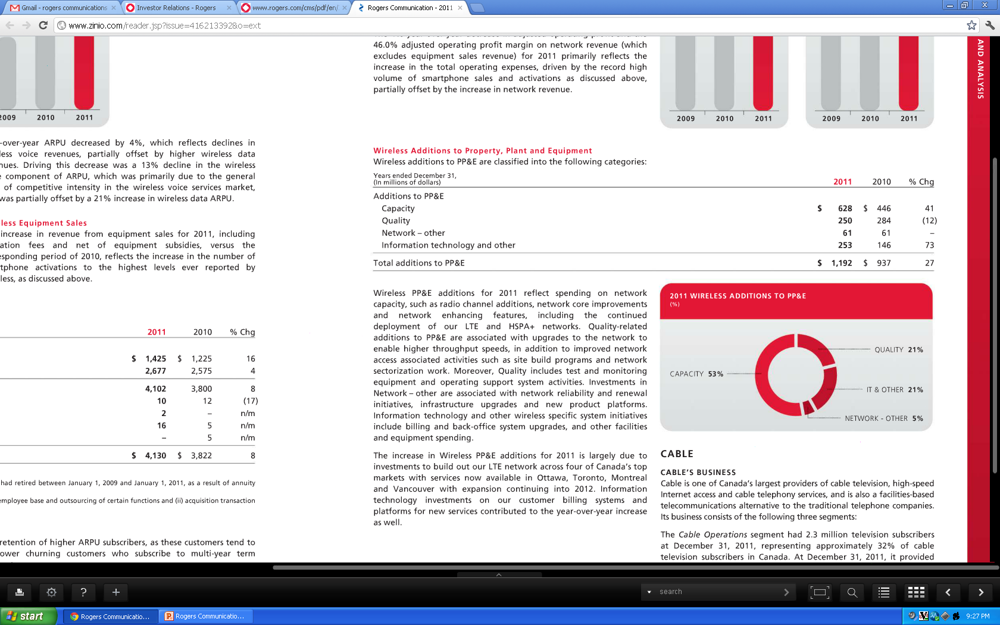 Gmail - rogers communications
Investor Relations - Rogers
www.rogers.com/cms/pdf/en/
Rogers Communication - 2011
www.zinio.com/reader.jsp?issue=416213392&o=ext
2009 2010 2011
-over-year ARPU decreased by 4%, which reflects declines in
less voice revenues, partially offset by higher wireless data
nues. Driving this decrease was a 13% decline in the wireless
e component of ARPU, which was primarily due to the general
of competitive intensity in the wireless voice services market,
was partially offset by a 21% increase in wireless data ARPU.
less Equipment Sales
increase in revenue from equipment sales for 2011, including
ation fees and net of equipment subsidies, versus the
esponding period of 2010, reflects the increase in the number of
rtphone activations to the highest levels ever reported by
less, as discussed above.
2011 2010 % Chg
$ 1,425 $ 1,225 16
2,677 2,575 4
4,102 3,800 8
10 12 (17)
2 – n/m
16 5 n/m
– 5 n/m
$ 4,130 $ 3,822 8
had retired between January 1, 2009 and January 1, 2011, as a result of annuity
employee base and outsourcing of certain functions and (ii) acquisition transaction
retention of higher ARPU subscribers, as these customers tend to
ower churning customers who subscribe to multi-year term
46.0% adjusted operating profit margin on network revenue (which
excludes equipment sales revenue) for 2011 primarily reflects the
increase in the total operating expenses, driven by the record high
volume of smartphone sales and activations as discussed above,
partially offset by the increase in network revenue.
2009 2010 2011
2009 2010 2011
AND ANALYSIS
Wireless Additions to Property, Plant and Equipment
Wireless additions to PP&E are classified into the following categories:
Years ended December 31,
(In millions of dollars) 2011 2010 % Chg
Additions to PP&E
Capacity $ 628 $ 446 41
Quality 250 284 (12)
Network – other 61 61 –
Information technology and other 253 146 73
Total additions to PP&E $ 1,192 $ 937 27
Wireless PP&E additions for 2011 reflect spending on network
capacity, such as radio channel additions, network core improvements
and network enhancing features, including the continued
deployment of our LTE and HSPA+ networks. Quality-related
additions to PP&E are associated with upgrades to the network to
enable higher throughput speeds, in addition to improved network
access associated activities such as site build programs and network
sectorization work. Moreover, Quality includes test and monitoring
equipment and operating support system activities. Investments in
Network – other are associated with network reliability and renewal
initiatives, infrastructure upgrades and new product platforms.
Information technology and other wireless specific system initiatives
include billing and back-office system upgrades, and other facilities
and equipment spending.
The increase in Wireless PP&E additions for 2011 is largely due to
investments to build out our LTE network across four of Canada's top
markets with services now available in Ottawa, Toronto, Montreal
and Vancouver with expansion continuing into 2012. Information
technology investments on our customer billing systems and
platforms for new services contributed to the year-over-year increase
as well.
2011 WIRELESS ADDITIONS TO PP&E
(%)
QUALITY 21%
CAPACITY 53%
IT & OTHER 21%
NETWORK - OTHER 5%
CABLE
CABLE'S BUSINESS
Cable is one of Canada's largest providers of cable television, high-speed
Internet access and cable telephony services, and is also a facilities-based
telecommunications alternative to the traditional telephone companies.
Its business consists of the following three segments:
The Cable Operations segment had 2.3 million television subscribers
at December 31, 2011, representing approximately 32% of cable
television subscribers in Canada. At December 31, 2011, it provided
search
start
Rogers Communicatio...
Rogers Communicatio...
9:27 PM